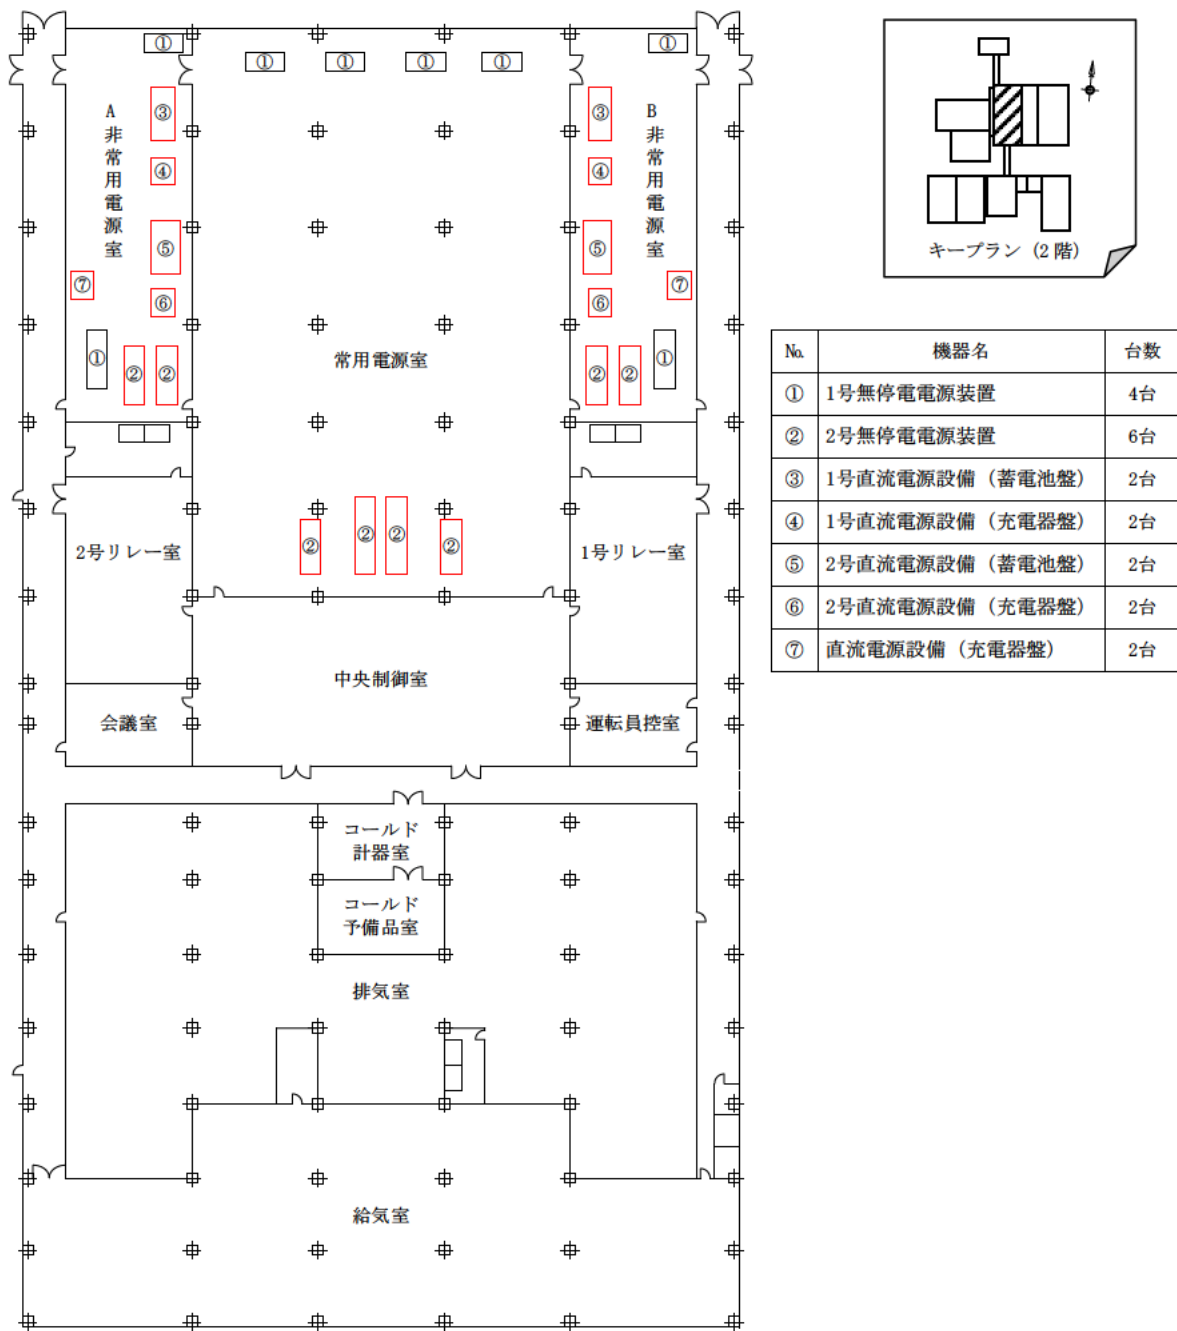 ① ① ① ① ① ①
A非常用電源室
③
④
⑤
⑦
⑥
①
② ②
B非常用電源室
③
④
⑤
⑦
⑥
①
② ②
常用電源室
② ② ② ②
2号リレー室
1号リレー室
中央制御室
会議室
運転員控室
コールド
計器室
コールド
予備品室
排気室
給気室
キープラン (2 階)
No. 機器名 台数
① 1号無停電電源装置 4台
② 2号無停電電源装置 6台
③ 1号直流電源設備 (蓄電池盤) 2台
④ 1号直流電源設備 (充電器盤) 2台
⑤ 2号直流電源設備 (蓄電池盤) 2台
⑥ 2号直流電源設備 (充電器盤) 2台
⑦ 直流電源設備 (充電器盤) 2台